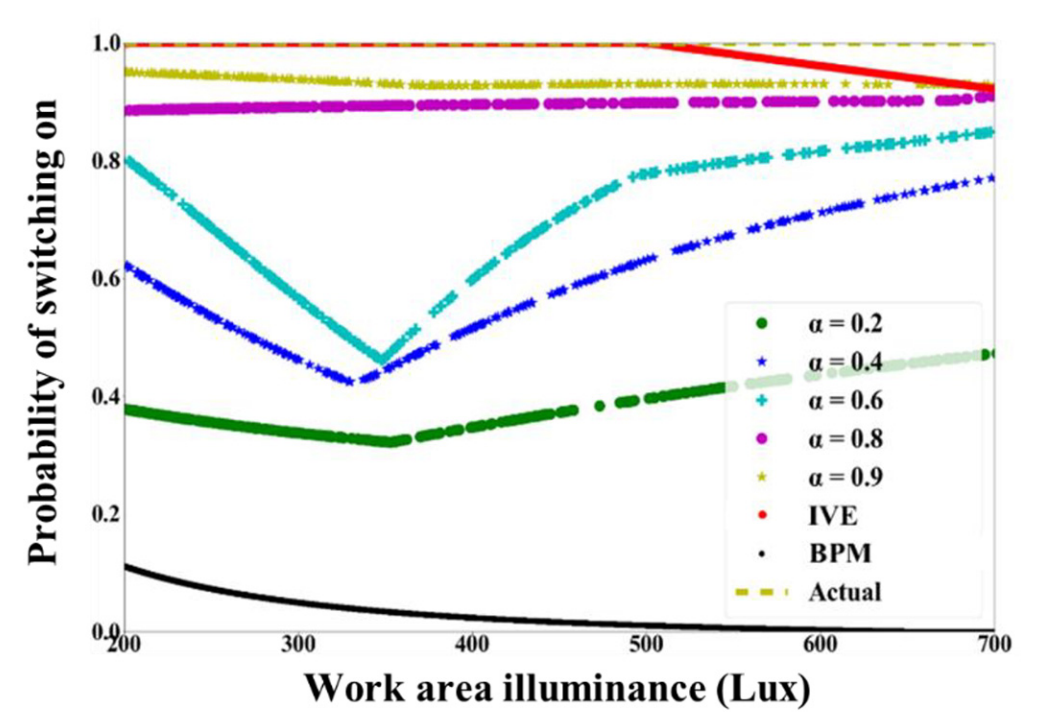 Probability of switching on
1.0
0.8
0.6
0.4
0.2
0.0
200
300
400
500
600
700
Work area illuminance (Lux)
α = 0.2
α = 0.4
α = 0.6
α = 0.8
α = 0.9
IVE
BPM
Actual